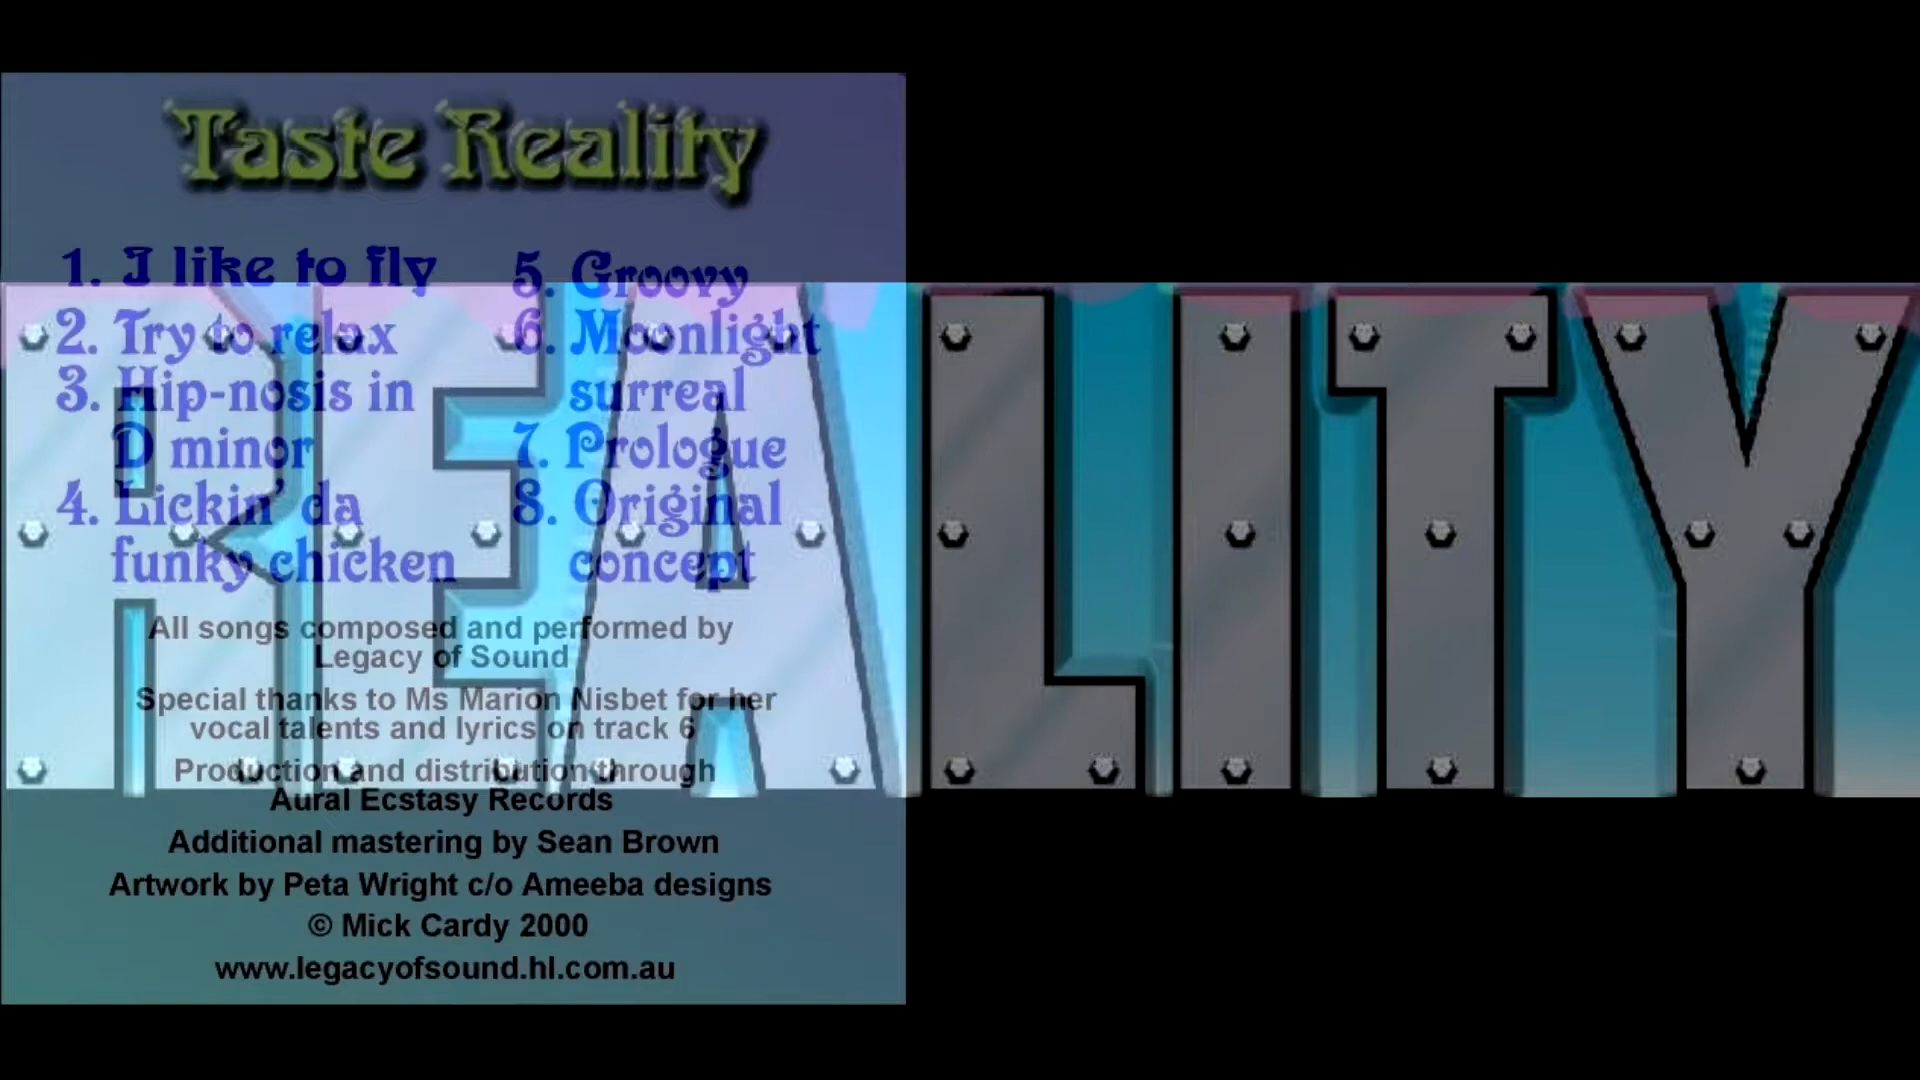 Taste Reality
1. I like to fly
2. Try to relax
3. Hip-nosis in
D minor
4. Lickin' da
funky chicken
5. Groovy
6. Moonlight
surreal
7. Prologue
8. Original
concept
All songs composed and performed by
Legacy of Sound
Special thanks to Ms Marion Nisbet for her
vocal talents and lyrics on track 6
Production and distribution through
Aural Ecstasy Records
Additional mastering by Sean Brown
Artwork by Peta Wright c/o Ameeba designs
© Mick Cardy 2000
www.legacyofsound.hl.com.au
REALITY